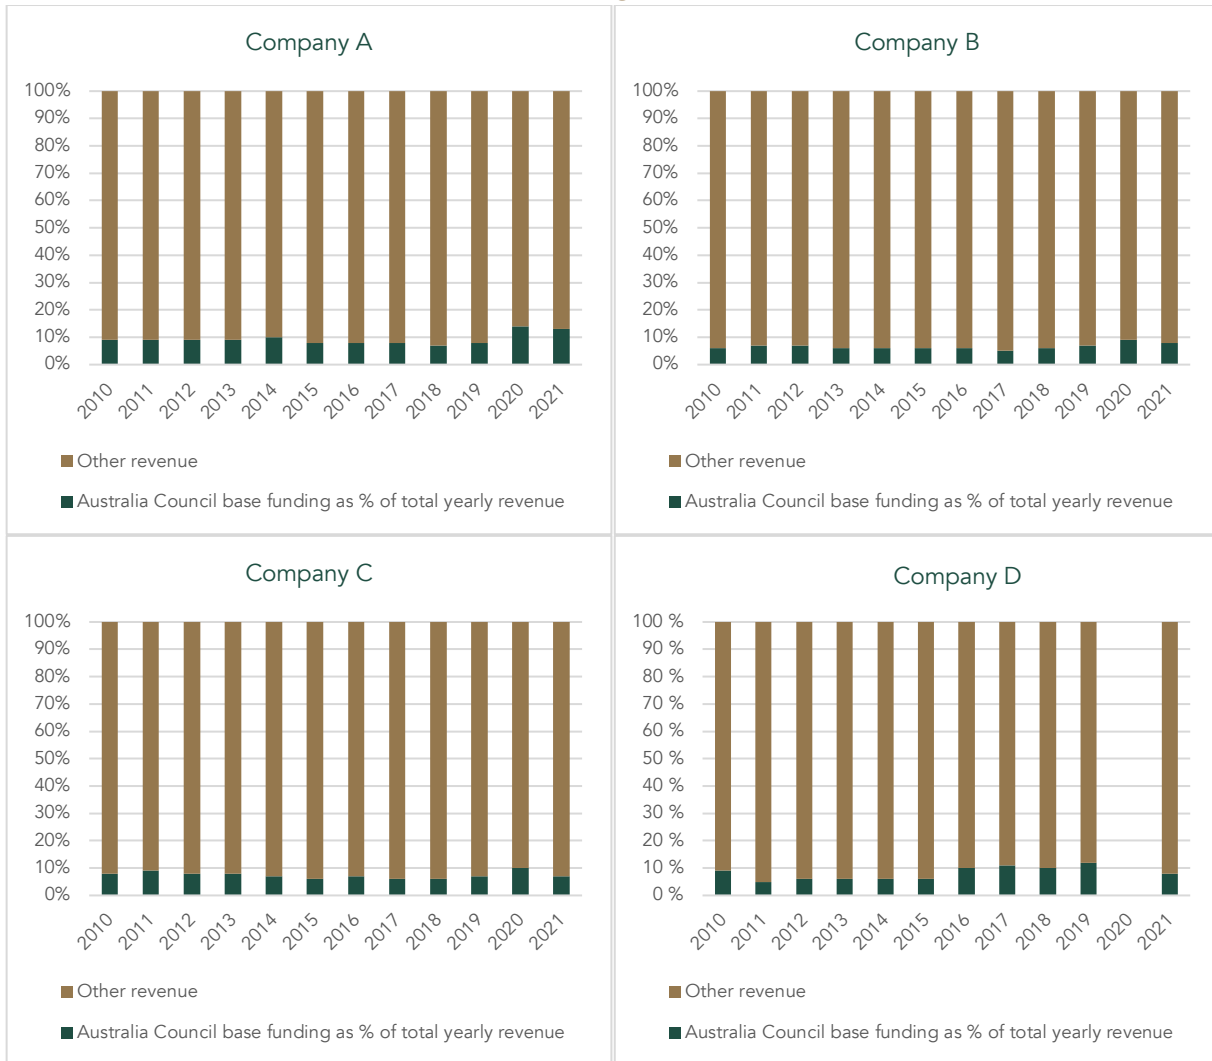 Company A
100%
90%
80%
70%
60%
50%
40%
30%
20%
10%
0%
2010 2011 2012 2013 2014 2015 2016 2017 2018 2019 2020 2021
Other revenue
Australia Council base funding as % of total yearly revenue
Company B
100%
90%
80%
70%
60%
50%
40%
30%
20%
10%
0%
2010 2011 2012 2013 2014 2015 2016 2017 2018 2019 2020 2021
Other revenue
Australia Council base funding as % of total yearly revenue
Company C
100%
90%
80%
70%
60%
50%
40%
30%
20%
10%
0%
2010 2011 2012 2013 2014 2015 2016 2017 2018 2019 2020 2021
Other revenue
Australia Council base funding as % of total yearly revenue
Company D
100 %
90 %
80 %
70 %
60 %
50 %
40 %
30 %
20 %
10 %
0 %
2010 2011 2012 2013 2014 2015 2016 2017 2018 2019 2020 2021
Other revenue
Australia Council base funding as % of total yearly revenue